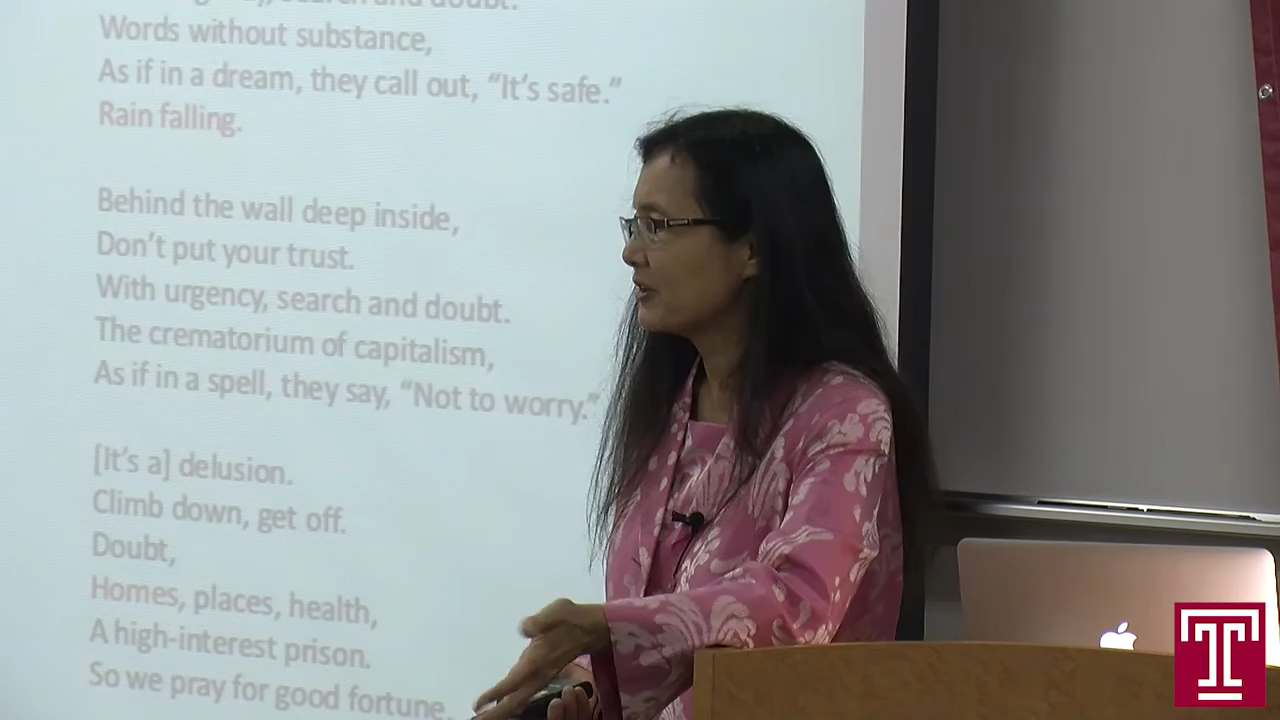 search and doubt.
Words without substance,
As if in a dream, they call out, “It’s safe.”
Rain falling.
Behind the wall deep inside,
Don’t put your trust.
With urgency, search and doubt.
The crematorium of capitalism,
As if in a spell, they say, “Not to worry.”
[It’s a] delusion.
Climb down, get off.
Doubt,
Homes, places, health,
A high-interest prison.
So we pray for good fortune.
T